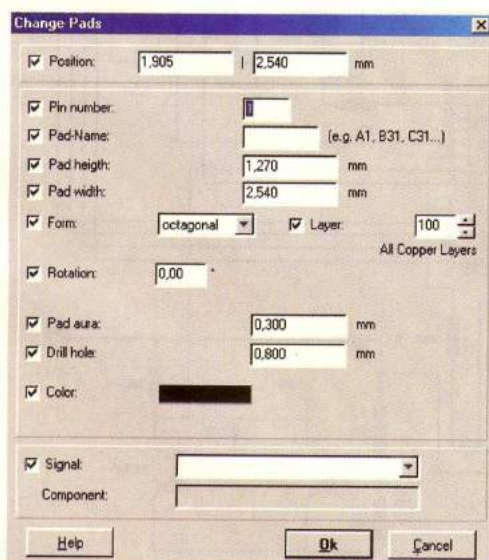 Change Pads
Position: 1,905 | 2,540 mm
Pin number: 1
Pad-Name: (e.g. A1, B31, C31...)
Pad heigth: 1,270 mm
Pad width: 2,540 mm
Form: octagonal Layer: 100
All Copper Layers
Rotation: 0,00 °
Pad aura: 0,300 mm
Drill hole: 0,800 mm
Color:
Signal:
Component:
Help Ok Cancel